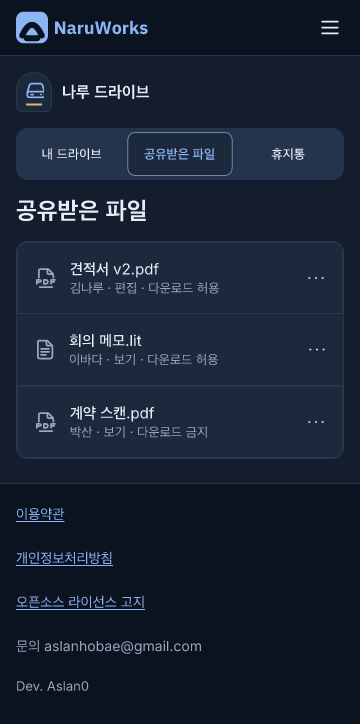 NaruWorks
나루 드라이브
내 드라이브
공유받은 파일
휴지통
공유받은 파일
PDF
견적서 v2.pdf
김나루 · 편집 · 다운로드 허용
회의 메모.lit
이바다 · 보기 · 다운로드 허용
PDF
계약 스캔.pdf
박산 · 보기 · 다운로드 금지
이용약관
개인정보처리방침
오픈소스 라이선스 고지
문의 aslanhobae@gmail.com
Dev. Aslan0